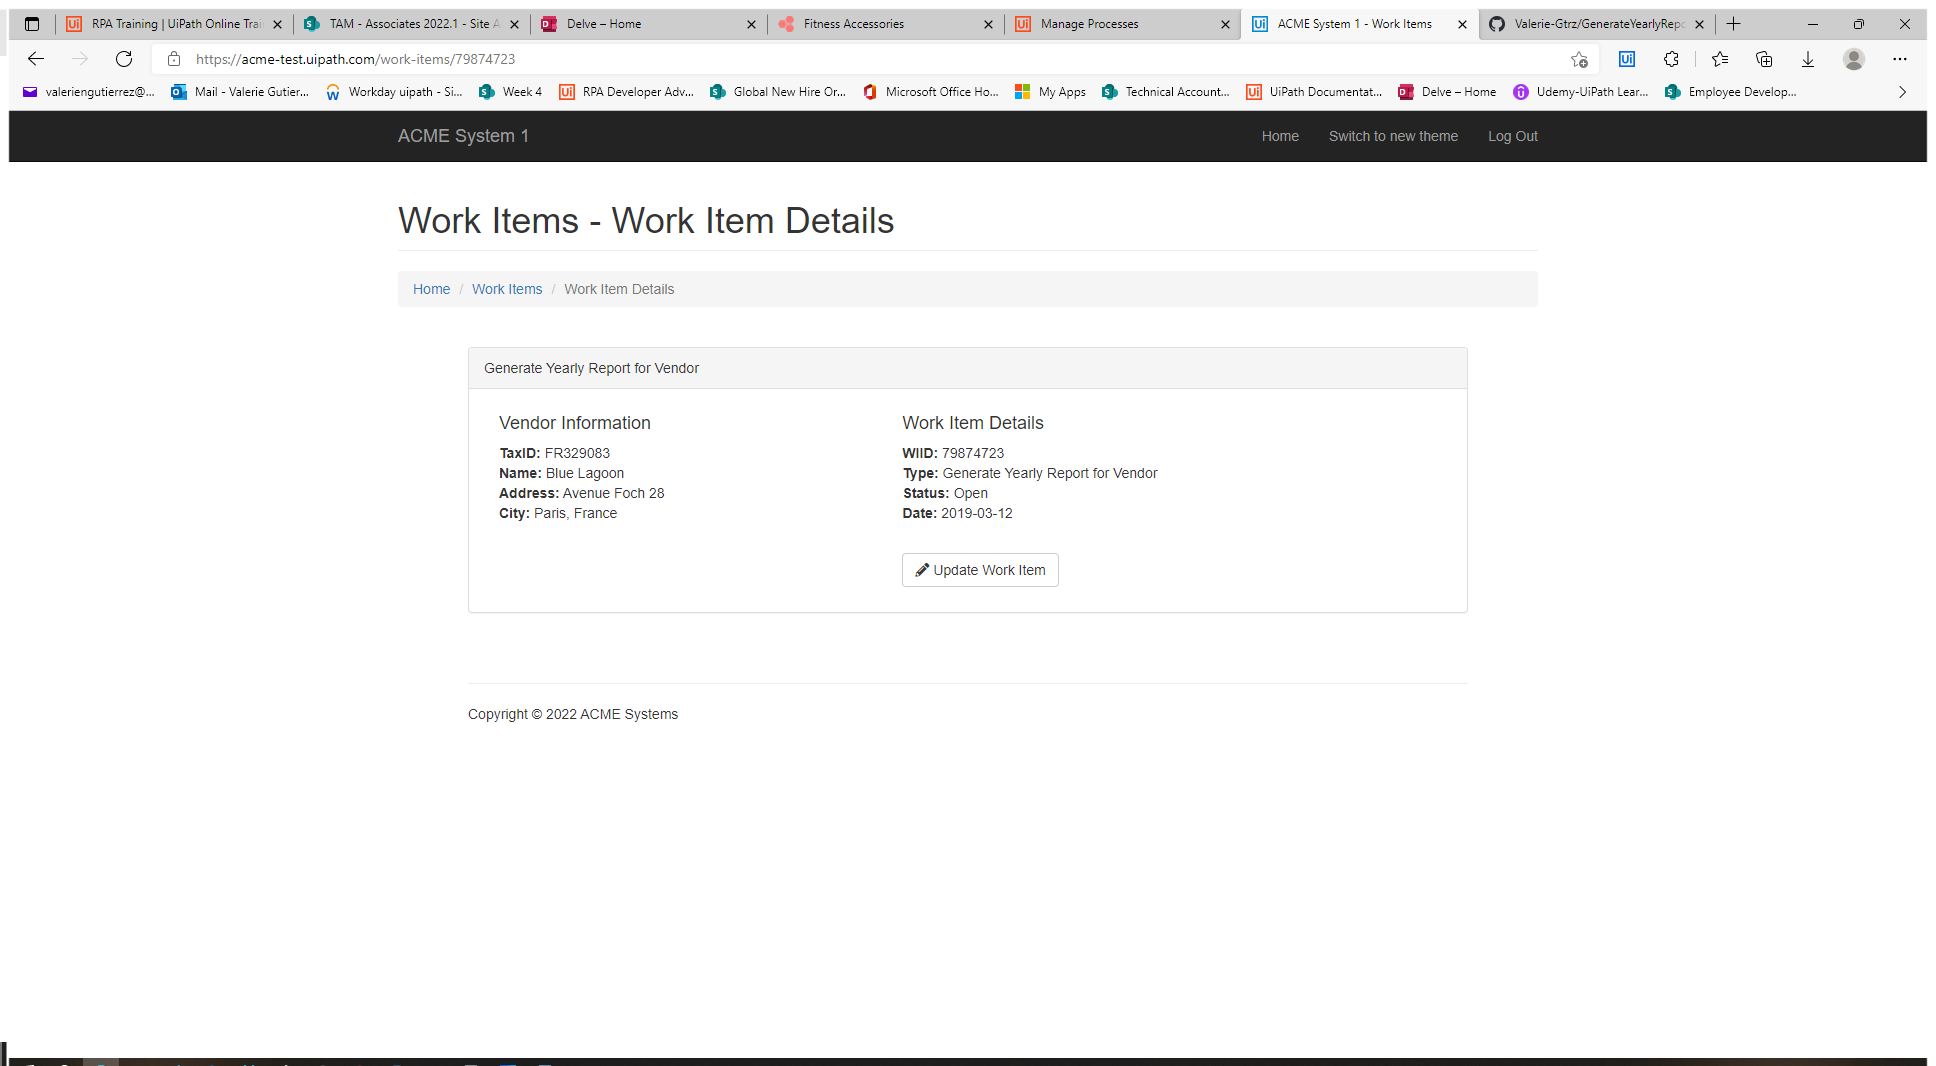 RPA Training | UiPath Online Trai
TAM - Associates 2022.1 - Site A
Delve – Home
Fitness Accessories
Manage Processes
ACME System 1 - Work Items
Valerie-Gtrz/GenerateYearlyRepo
https://acme-test.uipath.com/work-items/79874723
valeriengutierrez@...
Mail - Valerie Gutier...
Workday uipath - Si...
Week 4
RPA Developer Adv...
Global New Hire Or...
Microsoft Office Ho...
My Apps
Technical Account...
UiPath Documentat...
Delve – Home
Udemy-UiPath Lear...
Employee Develop...
ACME System 1
Home
Switch to new theme
Log Out
Work Items - Work Item Details
Home / Work Items / Work Item Details
Generate Yearly Report for Vendor
Vendor Information
TaxID: FR329083
Name: Blue Lagoon
Address: Avenue Foch 28
City: Paris, France
Work Item Details
WIID: 79874723
Type: Generate Yearly Report for Vendor
Status: Open
Date: 2019-03-12
Update Work Item
Copyright © 2022 ACME Systems